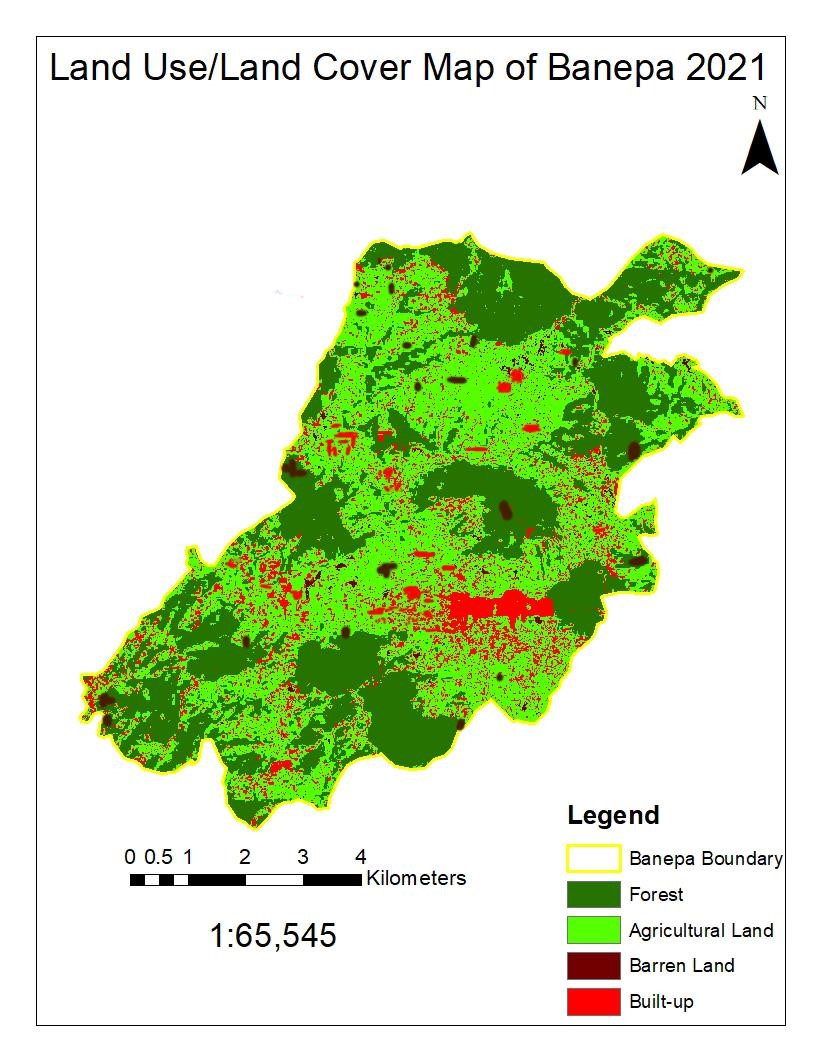 Land Use/Land Cover Map of Banepa 2021
N
0 0.5 1 2 3 4
Kilometers
1:65,545
Legend
Banepa Boundary
Forest
Agricultural Land
Barren Land
Built-up